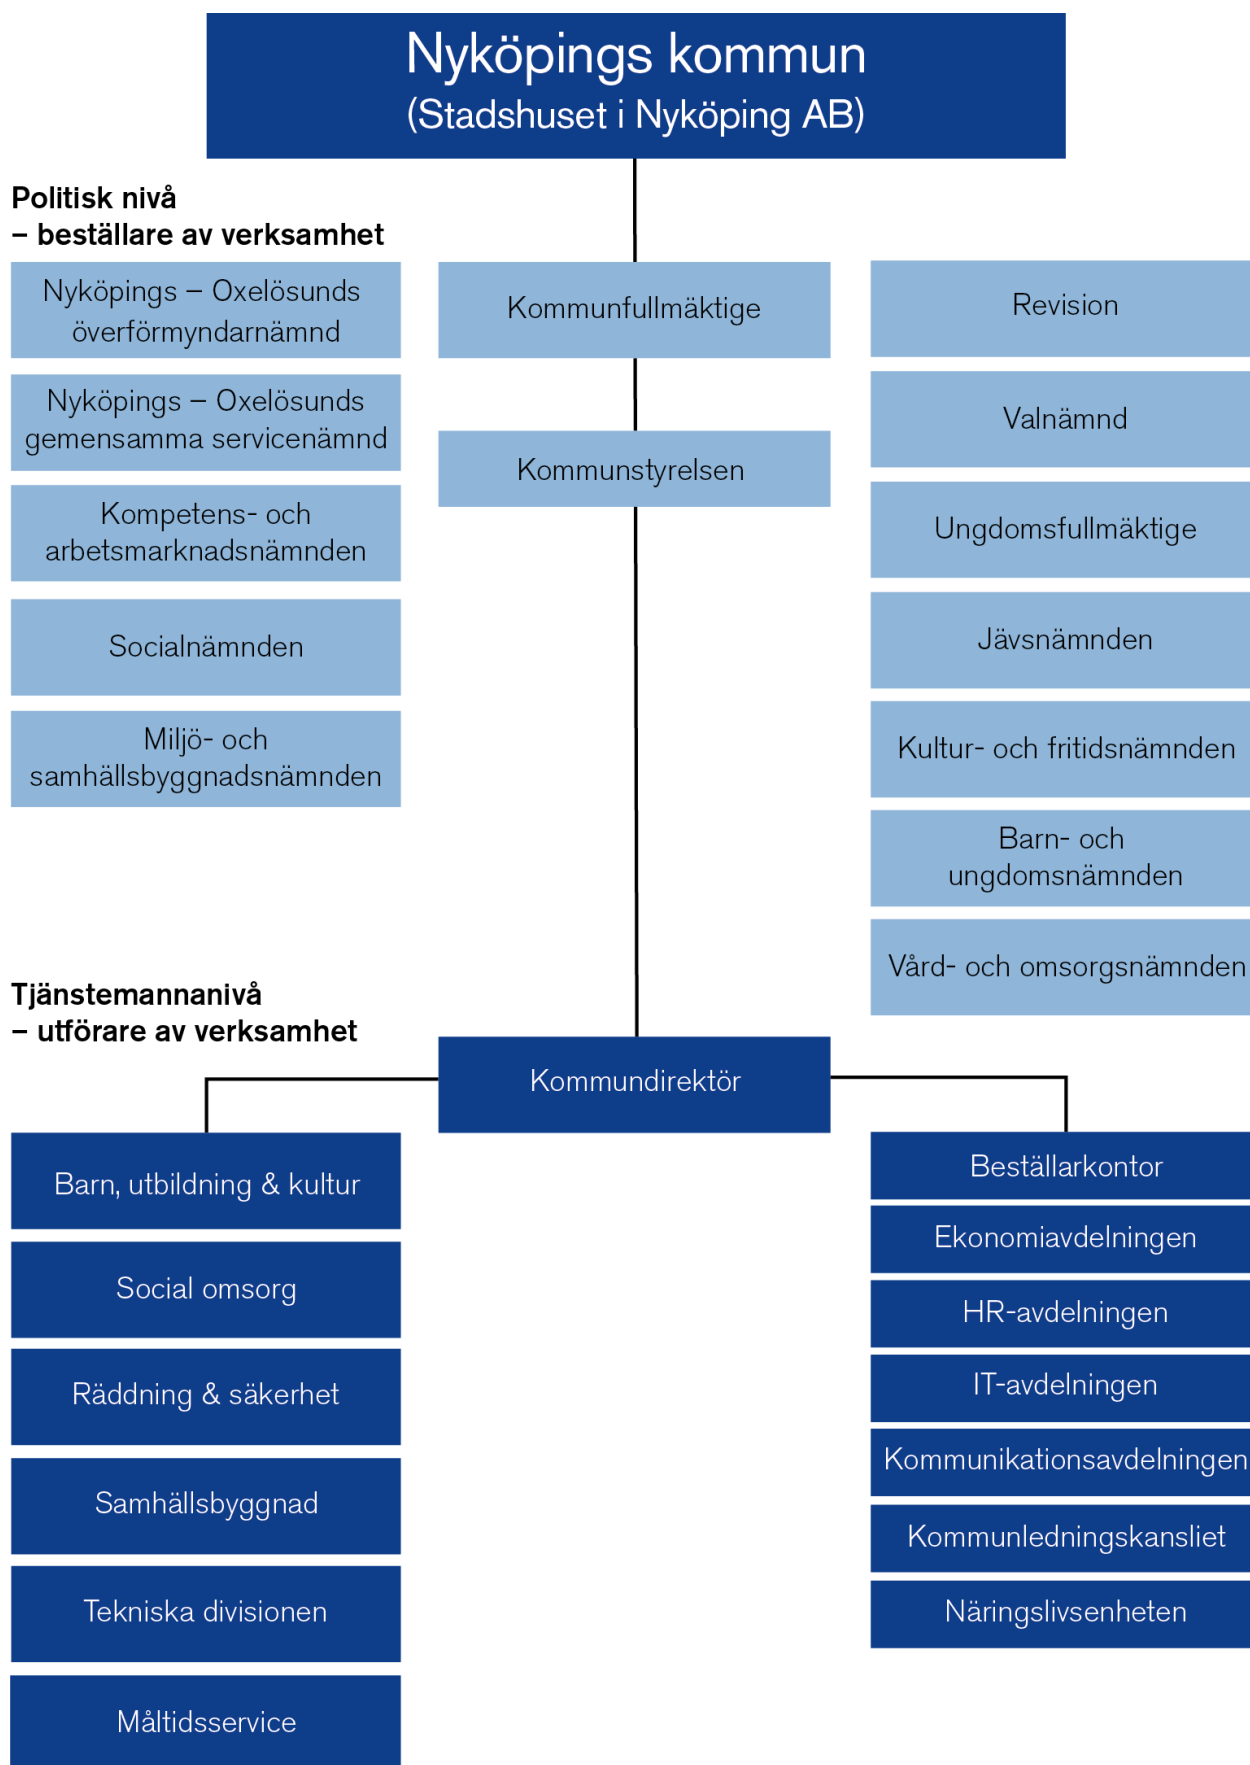 Nyköpings kommun
(Stadshuset i Nyköping AB)
Politisk nivå
– beställare av verksamhet
Nyköpings – Oxelösunds
överförmyndarnämnd
Nyköpings – Oxelösunds
gemensamma servicenämnd
Kompetens- och
arbetsmarknadsnämnden
Socialnämnden
Miljö- och
samhällsbyggnadsnämnden
Kommunfullmäktige
Kommunstyrelsen
Revision
Valnämnd
Ungdomsfullmäktige
Jävsnämnden
Kultur- och fritidsnämnden
Barn- och
ungdomsnämnden
Vård- och omsorgsnämnden
Tjänstemannanivå
– utförare av verksamhet
Kommundirektör
Barn, utbildning & kultur
Social omsorg
Räddning & säkerhet
Samhällsbyggnad
Tekniska divisionen
Måltidsservice
Beställarkontor
Ekonomiavdelningen
HR-avdelningen
IT-avdelningen
Kommunikationsavdelningen
Kommunledningskansliet
Näringslivsenheten